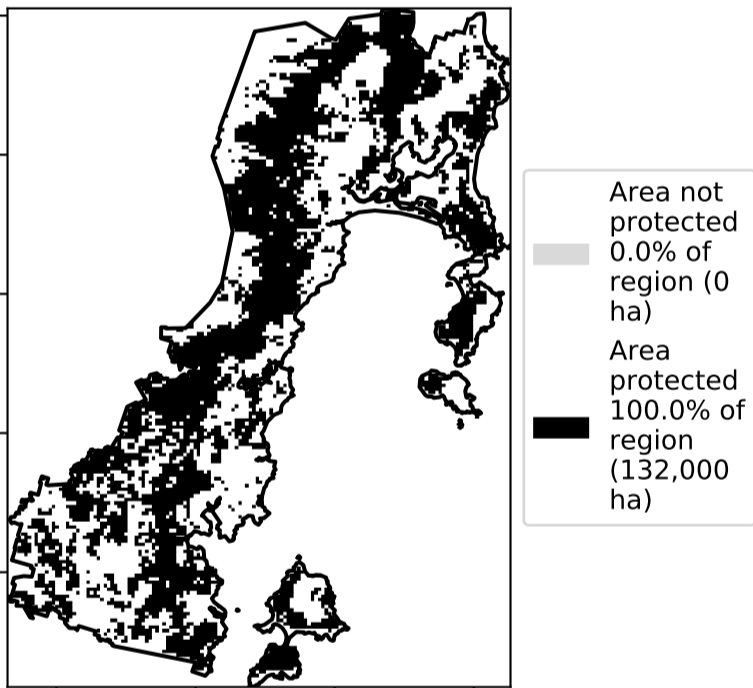 Area not
protected
0.0% of
region (0
ha)
Area
protected
100.0% of
region
(132,000
ha)